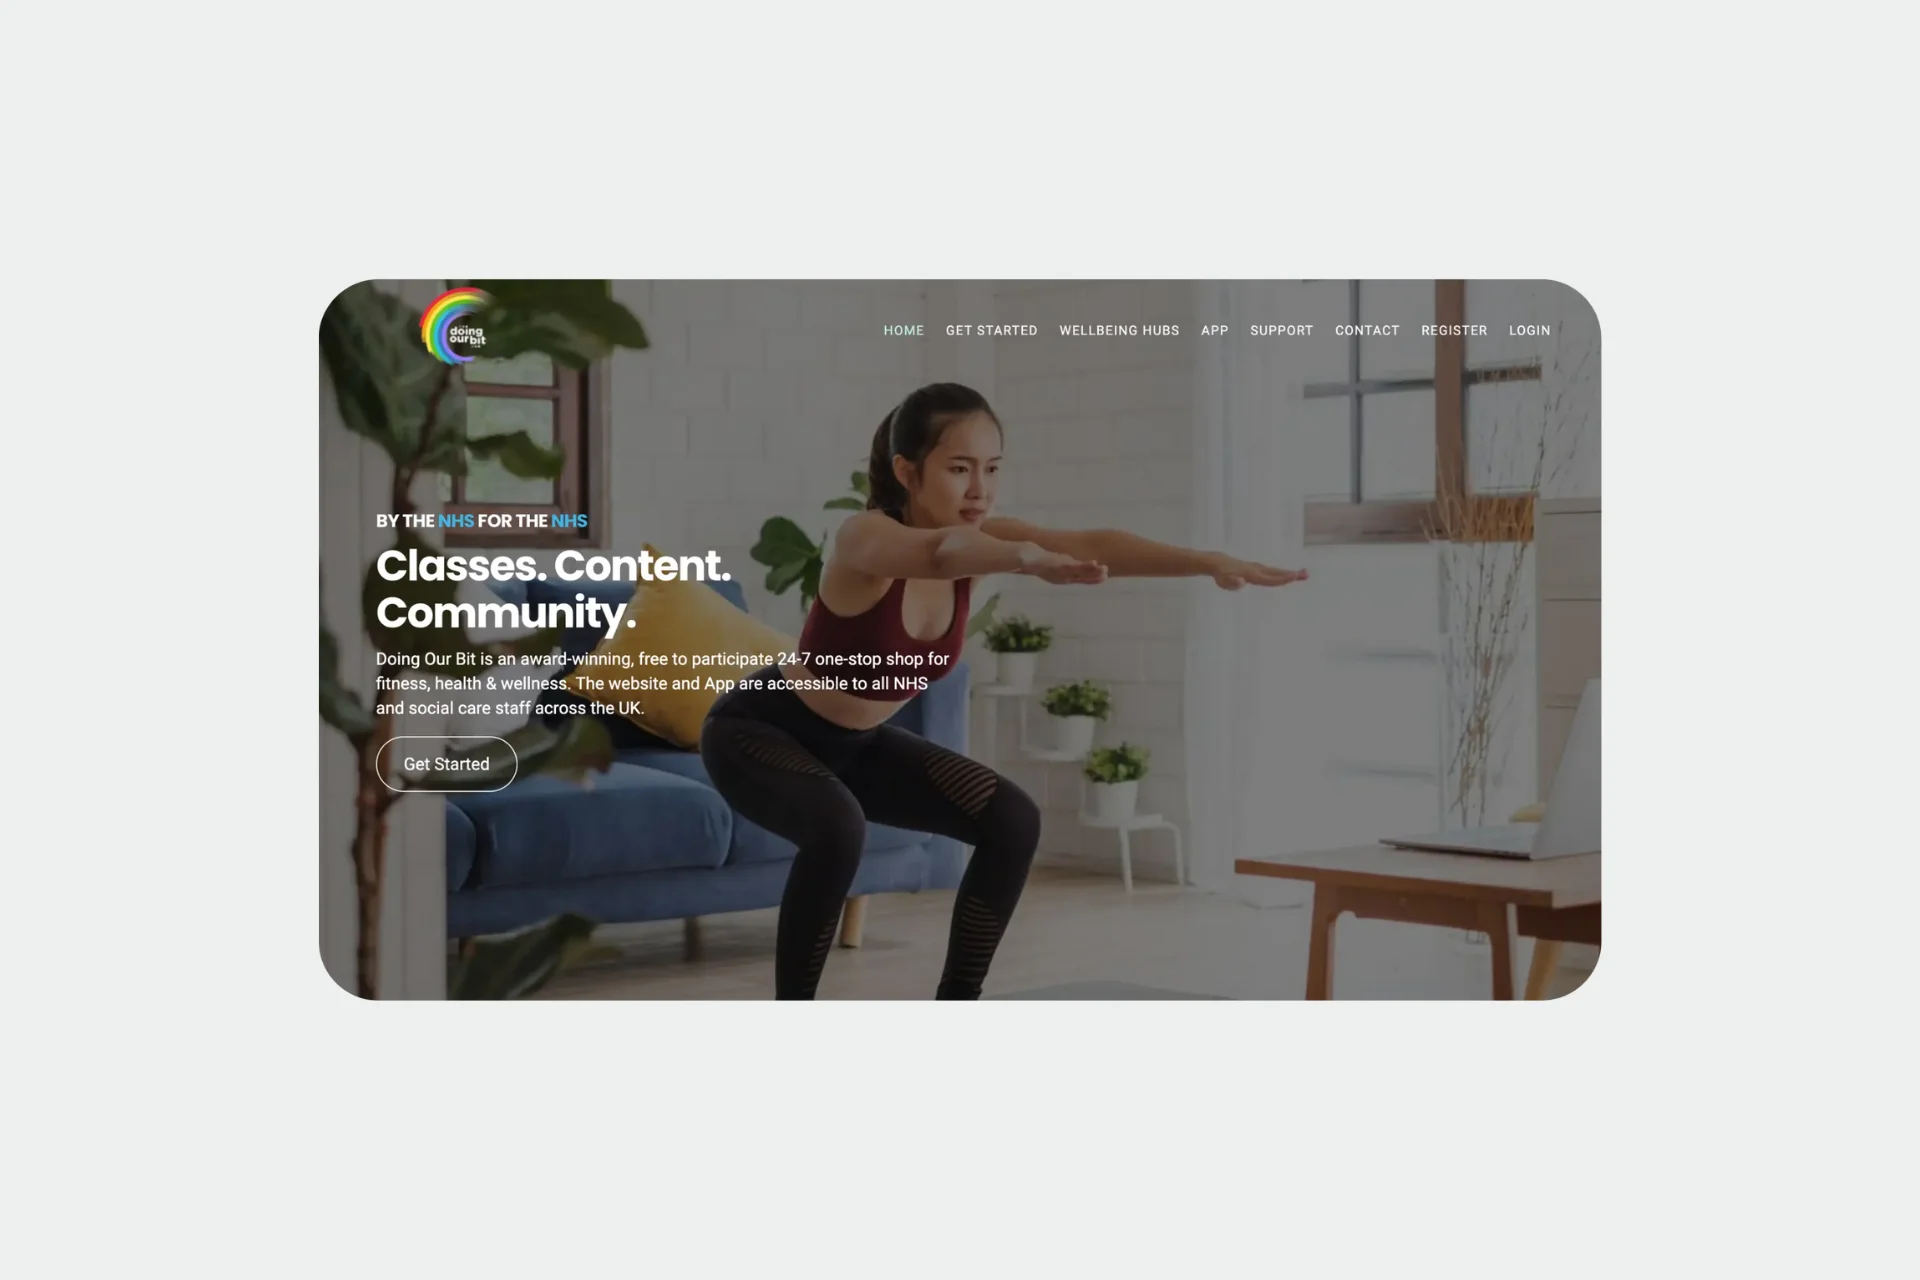 doing
ourbit
HOME GET STARTED WELLBEING HUBS APP SUPPORT CONTACT REGISTER LOGIN
BY THE NHS FOR THE NHS
Classes. Content.
Community.
Doing Our Bit is an award-winning, free to participate 24-7 one-stop shop for
fitness, health & wellness. The website and App are accessible to all NHS
and social care staff across the UK.
Get Started